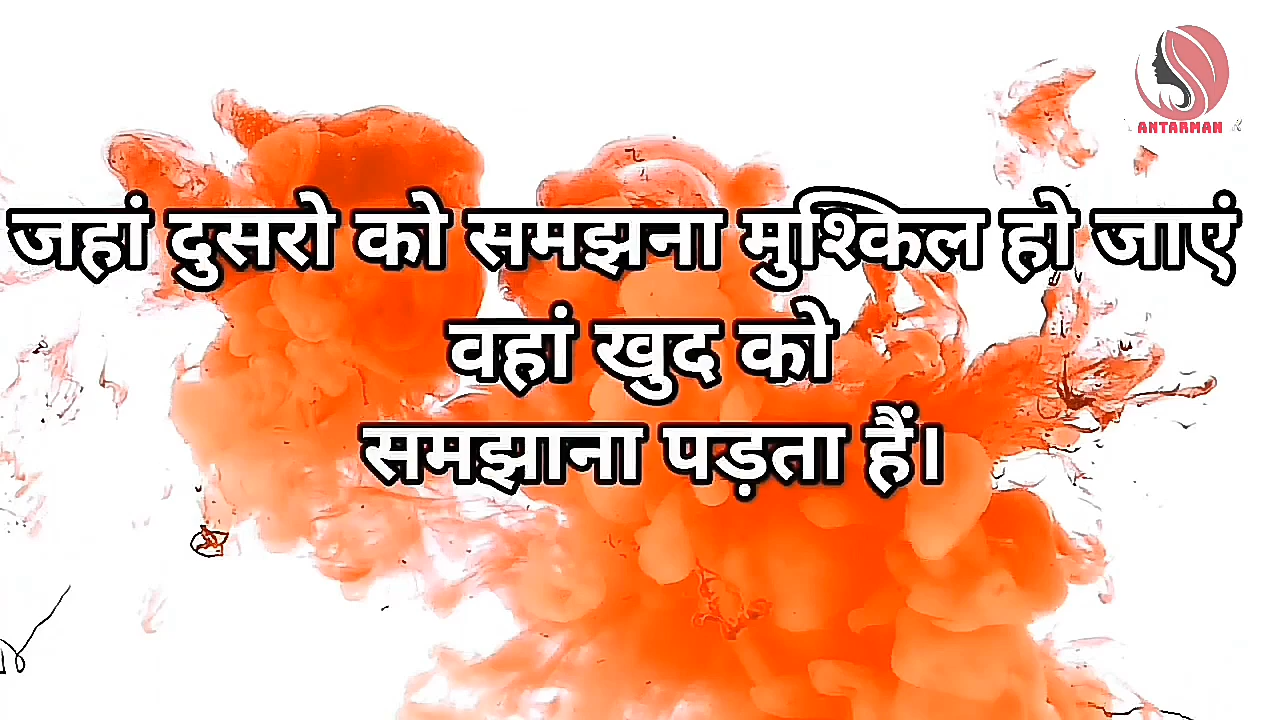 ANTARMAN
जहां दुसरो को समझना मुश्किल हो जाएं
वहां खुद को
समझाना पड़ता हैं।